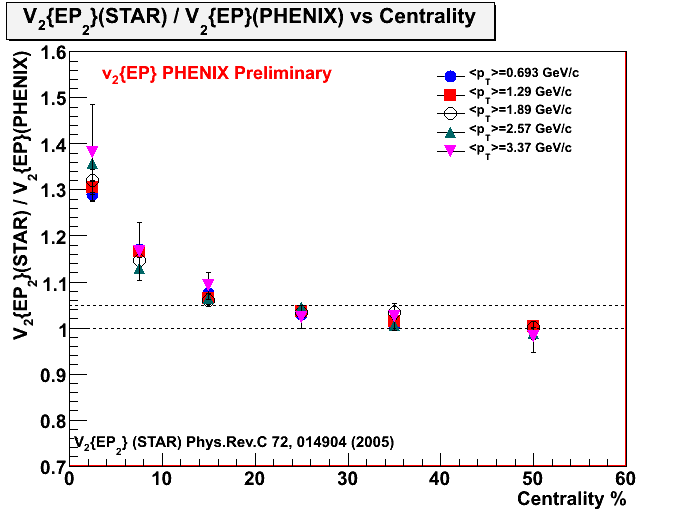 V2{EP2}(STAR) / V2{EP}(PHENIX) vs Centrality
v2{EP} PHENIX Preliminary
<pT>=0.693 GeV/c
<pT>=1.29 GeV/c
<pT>=1.89 GeV/c
<pT>=2.57 GeV/c
<pT>=3.37 GeV/c
V2{EP2}(STAR) / V2{EP}(PHENIX)
1.6
1.5
1.4
1.3
1.2
1.1
1
0.9
0.8
0.7
V2{EP2} (STAR) Phys.Rev.C 72, 014904 (2005)
0 10 20 30 40 50 60
Centrality %